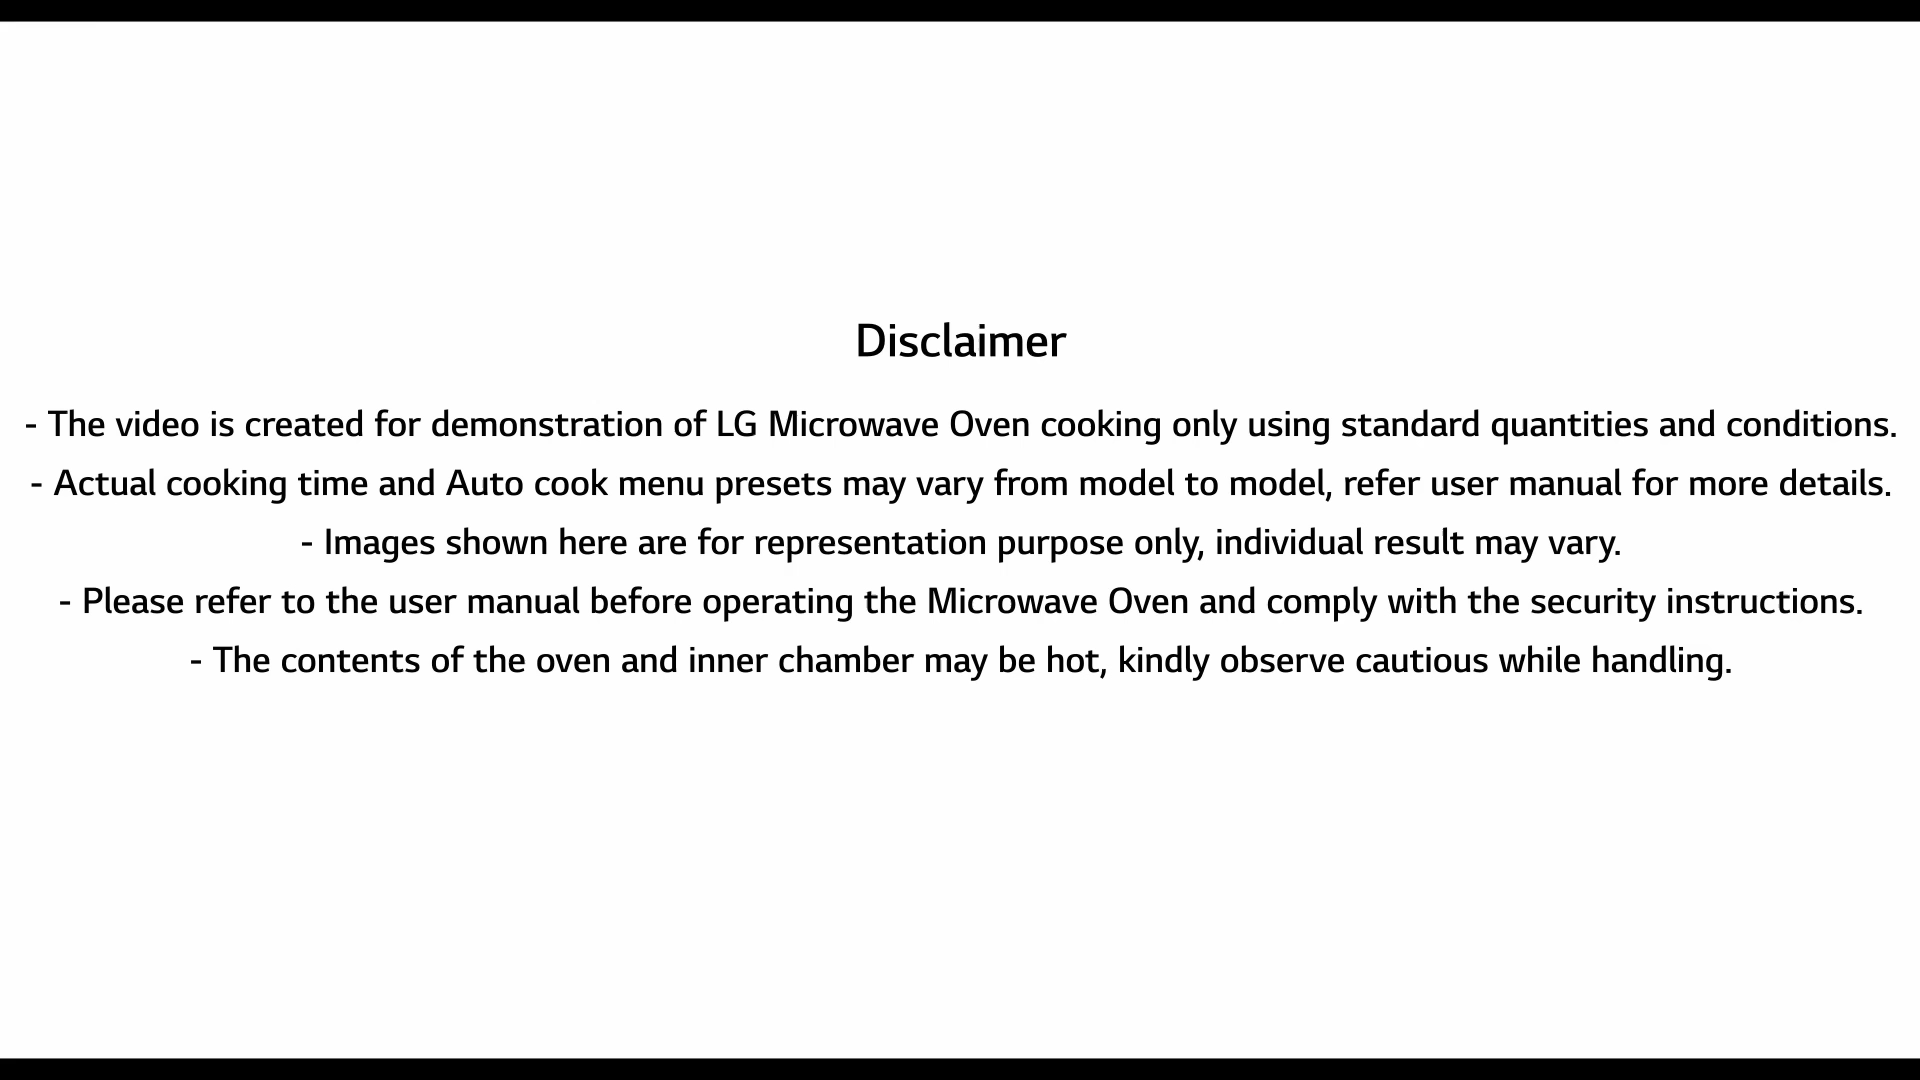 Disclaimer
- The video is created for demonstration of LG Microwave Oven cooking only using standard quantities and conditions.
- Actual cooking time and Auto cook menu presets may vary from model to model, refer user manual for more details.
- Images shown here are for representation purpose only, individual result may vary.
- Please refer to the user manual before operating the Microwave Oven and comply with the security instructions.
- The contents of the oven and inner chamber may be hot, kindly observe cautious while handling.